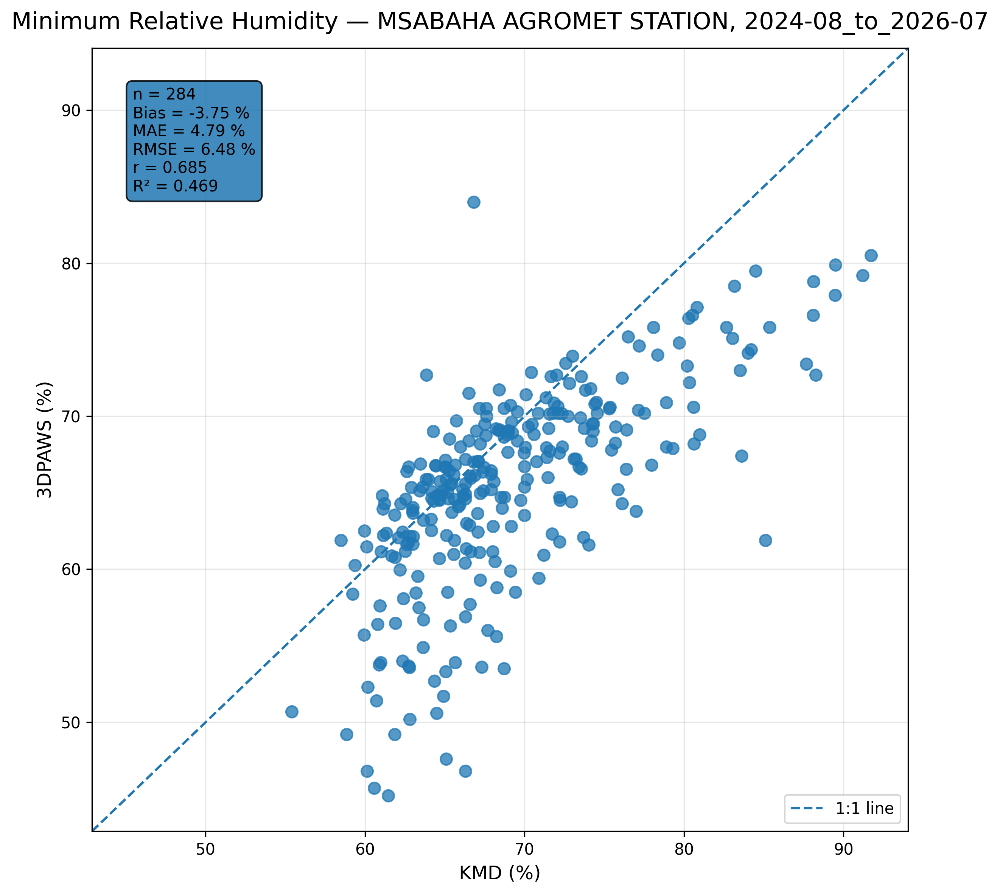 Minimum Relative Humidity — MSABAHA AGROMET STATION, 2024-08_to_2026-07
n = 284
Bias = -3.75 %
MAE = 4.79 %
RMSE = 6.48 %
r = 0.685
R² = 0.469
90
80
70
60
50
3DPAWS (%)
1:1 line
50
60
70
80
90
KMD (%)